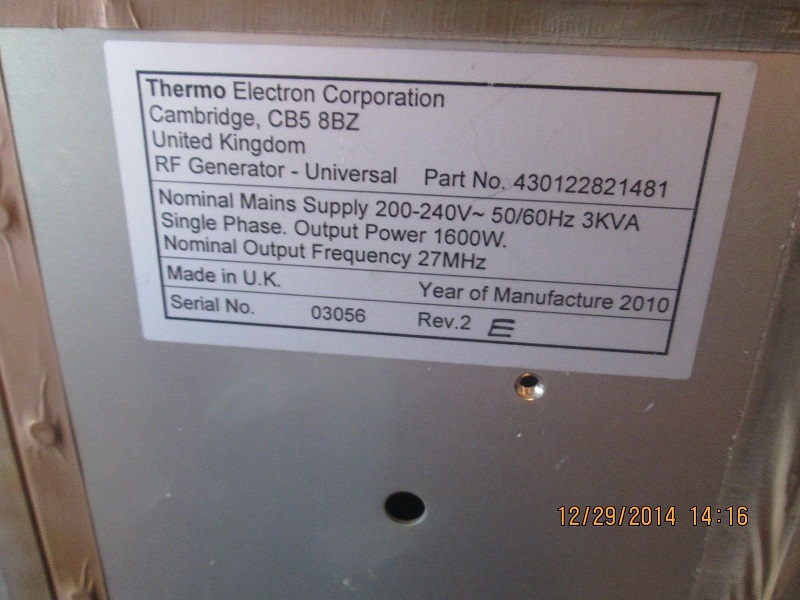 Thermo Electron Corporation
Cambridge, CB5 8BZ
United Kingdom
RF Generator - Universal Part No. 430122821481
Nominal Mains Supply 200-240V~ 50/60Hz 3KVA
Single Phase. Output Power 1600W.
Nominal Output Frequency 27MHz
Made in U.K. Year of Manufacture 2010
Serial No. 03056 Rev.2 E
12/29/2014 14:16